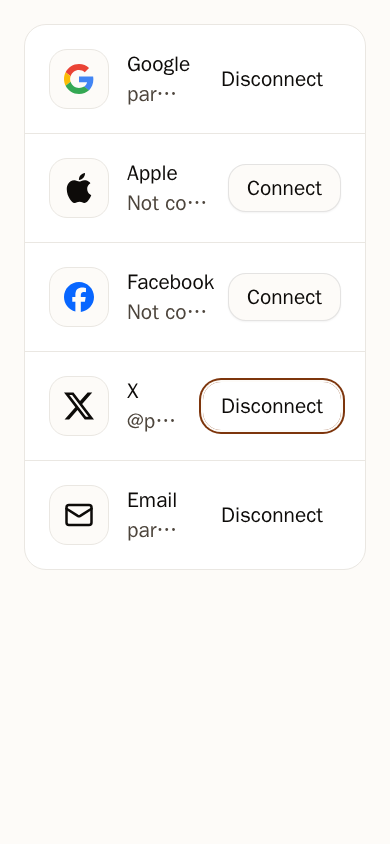 Google
par···
Disconnect
Apple
Not co···
Connect
Facebook
Not co···
Connect
X
@p···
Disconnect
Email
par···
Disconnect